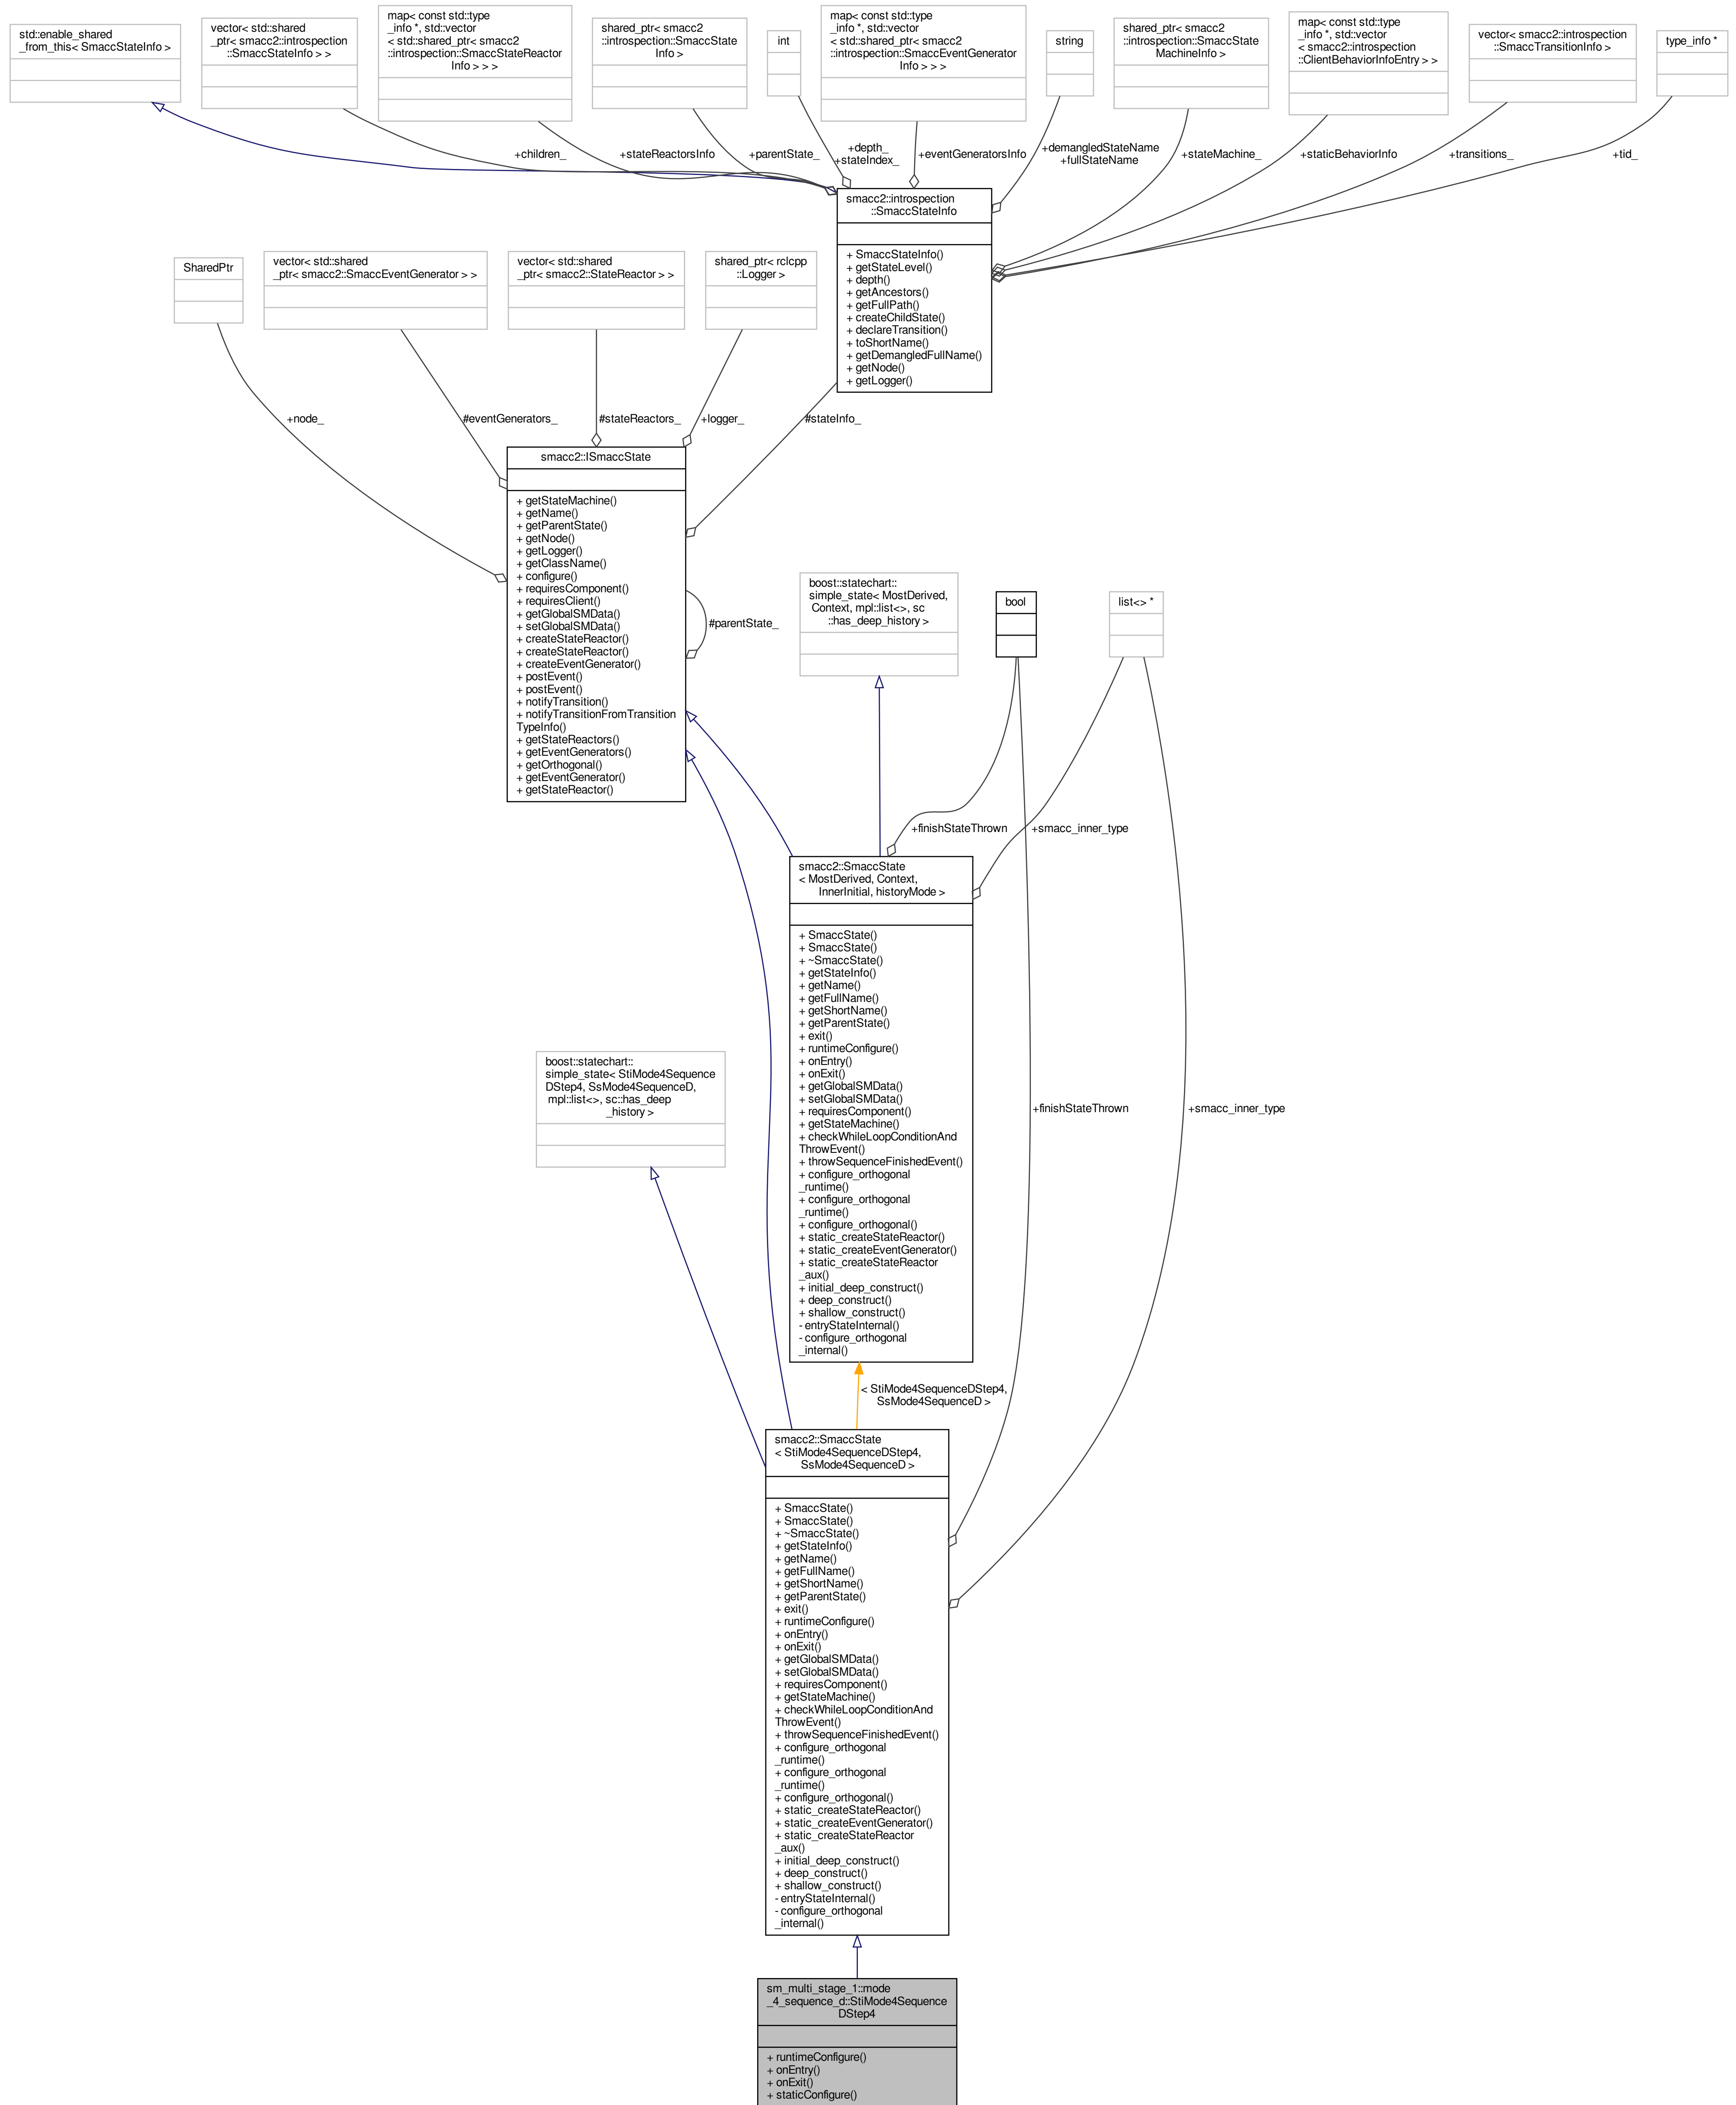 std::enable_shared
_from_this< SmaccStateInfo >
vector< std::shared
_ptr< smacc2::introspection
::SmaccStateInfo > >
map< const std::type
_info *, std::vector
< std::shared_ptr< smacc2
::introspection::SmaccStateReactor
Info > > >
shared_ptr< smacc2
::introspection::SmaccState
Info >
int
map< const std::type
_info *, std::vector
< std::shared_ptr< smacc2
::introspection::SmaccEventGenerator
Info > > >
string
shared_ptr< smacc2
::introspection::SmaccState
MachineInfo >
map< const std::type
_info *, std::vector
< smacc2::introspection
::ClientBehaviorInfoEntry > >
vector< smacc2::introspection
::SmaccTransitionInfo >
type_info *
+children_
+stateReactorsInfo
+parentState_
+depth_
+stateIndex_
+eventGeneratorsInfo
+demangledStateName
+fullStateName
+stateMachine_
+staticBehaviorInfo
+transitions_
+tid_
smacc2::introspection
::SmaccStateInfo
+ SmaccStateInfo()
+ getStateLevel()
+ depth()
+ getAncestors()
+ getFullPath()
+ createChildState()
+ declareTransition()
+ toShortName()
+ getDemangledFullName()
+ getNode()
+ getLogger()
SharedPtr
vector< std::shared
_ptr< smacc2::SmaccEventGenerator > >
vector< std::shared
_ptr< smacc2::StateReactor > >
shared_ptr< rclcpp
::Logger >
+node_
#eventGenerators_
#stateReactors_
+logger_
#stateInfo_
smacc2::ISmaccState
+ getStateMachine()
+ getName()
+ getParentState()
+ getNode()
+ getLogger()
+ getClassName()
+ configure()
+ requiresComponent()
+ requiresClient()
+ getGlobalSMData()
+ setGlobalSMData()
+ createStateReactor()
+ createStateReactor()
+ createEventGenerator()
+ postEvent()
+ postEvent()
+ notifyTransition()
+ notifyTransitionFromTransition
TypeInfo()
+ getStateReactors()
+ getEventGenerators()
+ getOrthogonal()
+ getEventGenerator()
+ getStateReactor()
#parentState_
boost::statechart::
simple_state< MostDerived,
Context, mpl::list<>, sc
::has_deep_history >
bool
list<> *
+finishStateThrown
+smacc_inner_type
smacc2::SmaccState
< MostDerived, Context,
InnerInitial, historyMode >
+ SmaccState()
+ SmaccState()
+ ~SmaccState()
+ getStateInfo()
+ getName()
+ getFullName()
+ getShortName()
+ getParentState()
+ exit()
+ runtimeConfigure()
+ onEntry()
+ onExit()
+ getGlobalSMData()
+ setGlobalSMData()
+ requiresComponent()
+ getStateMachine()
+ checkWhileLoopConditionAnd
ThrowEvent()
+ throwSequenceFinishedEvent()
+ configure_orthogonal
_runtime()
+ configure_orthogonal
_runtime()
+ configure_orthogonal()
+ static_createStateReactor()
+ static_createEventGenerator()
+ static_createStateReactor
_aux()
+ initial_deep_construct()
+ deep_construct()
+ shallow_construct()
- entryStateInternal()
- configure_orthogonal
_internal()
boost::statechart::
simple_state< StiMode4Sequence
DStep4, SsMode4SequenceD,
mpl::list<>, sc::has_deep
_history >
+finishStateThrown
+smacc_inner_type
< StiMode4SequenceDStep4,
SsMode4SequenceD >
smacc2::SmaccState
< StiMode4SequenceDStep4,
SsMode4SequenceD >
+ SmaccState()
+ SmaccState()
+ ~SmaccState()
+ getStateInfo()
+ getName()
+ getFullName()
+ getShortName()
+ getParentState()
+ exit()
+ runtimeConfigure()
+ onEntry()
+ onExit()
+ getGlobalSMData()
+ setGlobalSMData()
+ requiresComponent()
+ getStateMachine()
+ checkWhileLoopConditionAnd
ThrowEvent()
+ throwSequenceFinishedEvent()
+ configure_orthogonal
_runtime()
+ configure_orthogonal
_runtime()
+ configure_orthogonal()
+ static_createStateReactor()
+ static_createEventGenerator()
+ static_createStateReactor
_aux()
+ initial_deep_construct()
+ deep_construct()
+ shallow_construct()
- entryStateInternal()
- configure_orthogonal
_internal()
sm_multi_stage_1::mode
_4_sequence_d::StiMode4Sequence
DStep4
+ runtimeConfigure()
+ onEntry()
+ onExit()
+ staticConfigure()